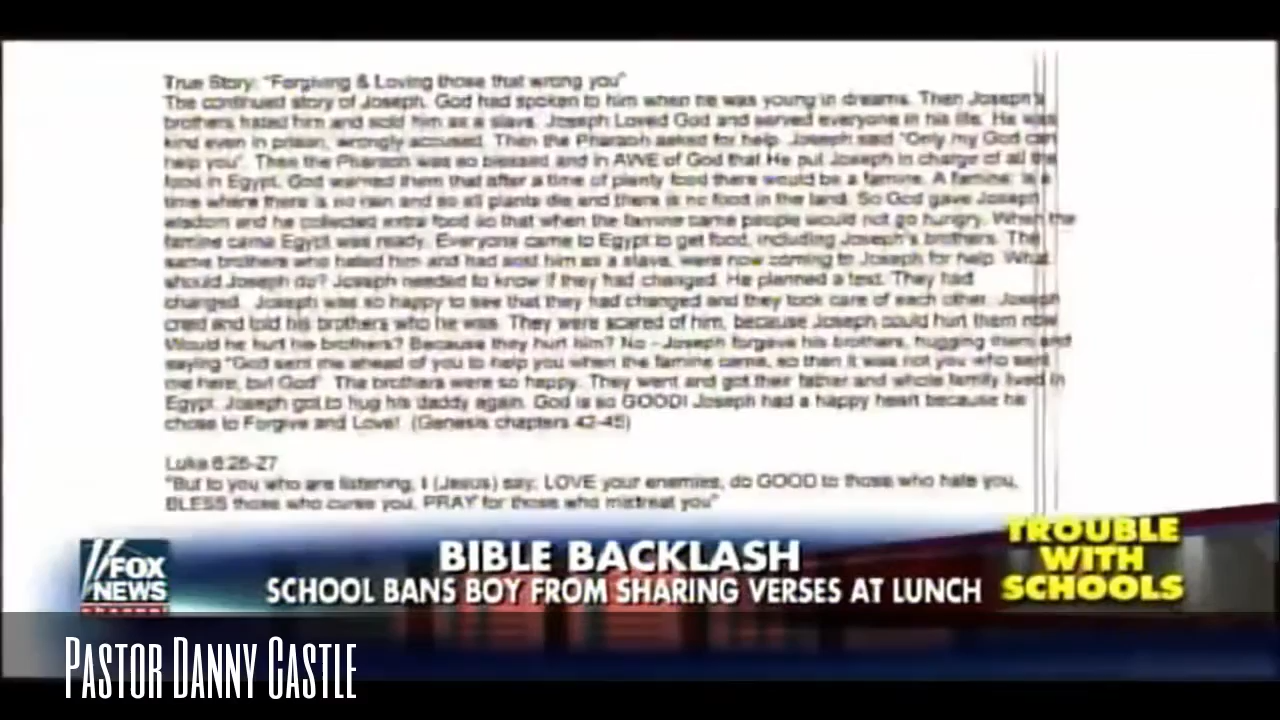 True Story: "Forgiving & Loving those that wrong you"
The continued story of Joseph. God had spoken to him when he was young in dreams. Then Joseph's
brothers hated him and sold him as a slave. Joseph Loved God and served everyone in his life. He was
kind even in prison, wrongly accused. Then the Pharaoh asked for help. Joseph said "Only my God can
help you". Then the Pharaoh was so blessed and in AWE of God that He put Joseph in charge of all the
food in Egypt. God warned them that after a time of plenty food there would be a famine. A famine is a
time where there is no rain and so all plants die and there is no food in the land. So God gave Joseph
wisdom and he collected extra food so that when the famine came people would not go hungry. When the
famine came Egypt was ready. Everyone came to Egypt to get food, including Joseph's brothers. The
same brothers who hated him and had sold him as a slave, were now coming to Joseph for help. What
should Joseph do? Joseph needed to know if they had changed. He planned a test. They had
changed. Joseph was so happy to see that they had changed and they took care of each other. Joseph
cried and told his brothers who he was. They were scared of him, because Joseph could hurt them now
Would he hurt his brothers? Because they hurt him? No - Joseph forgave his brothers, hugging them and
saying "God sent me ahead of you to help you when the famine came, so then it was not you who sent
me here, but God" The brothers were so happy. They went and got their father and whole family lived in
Egypt. Joseph got to hug his daddy again. God is so GOOD! Joseph had a happy heart because he
chose to Forgive and Love! (Genesis chapters 42-45)
Luke 6:26-27
"But to you who are listening, I (Jesus) say: LOVE your enemies, do GOOD to those who hate you,
BLESS those who curse you, PRAY for those who mistreat you"
FOX
NEWS
channel
BIBLE BACKLASH
SCHOOL BANS BOY FROM SHARING VERSES AT LUNCH
TROUBLE
WITH
SCHOOLS
PASTOR DANNY CASTLE